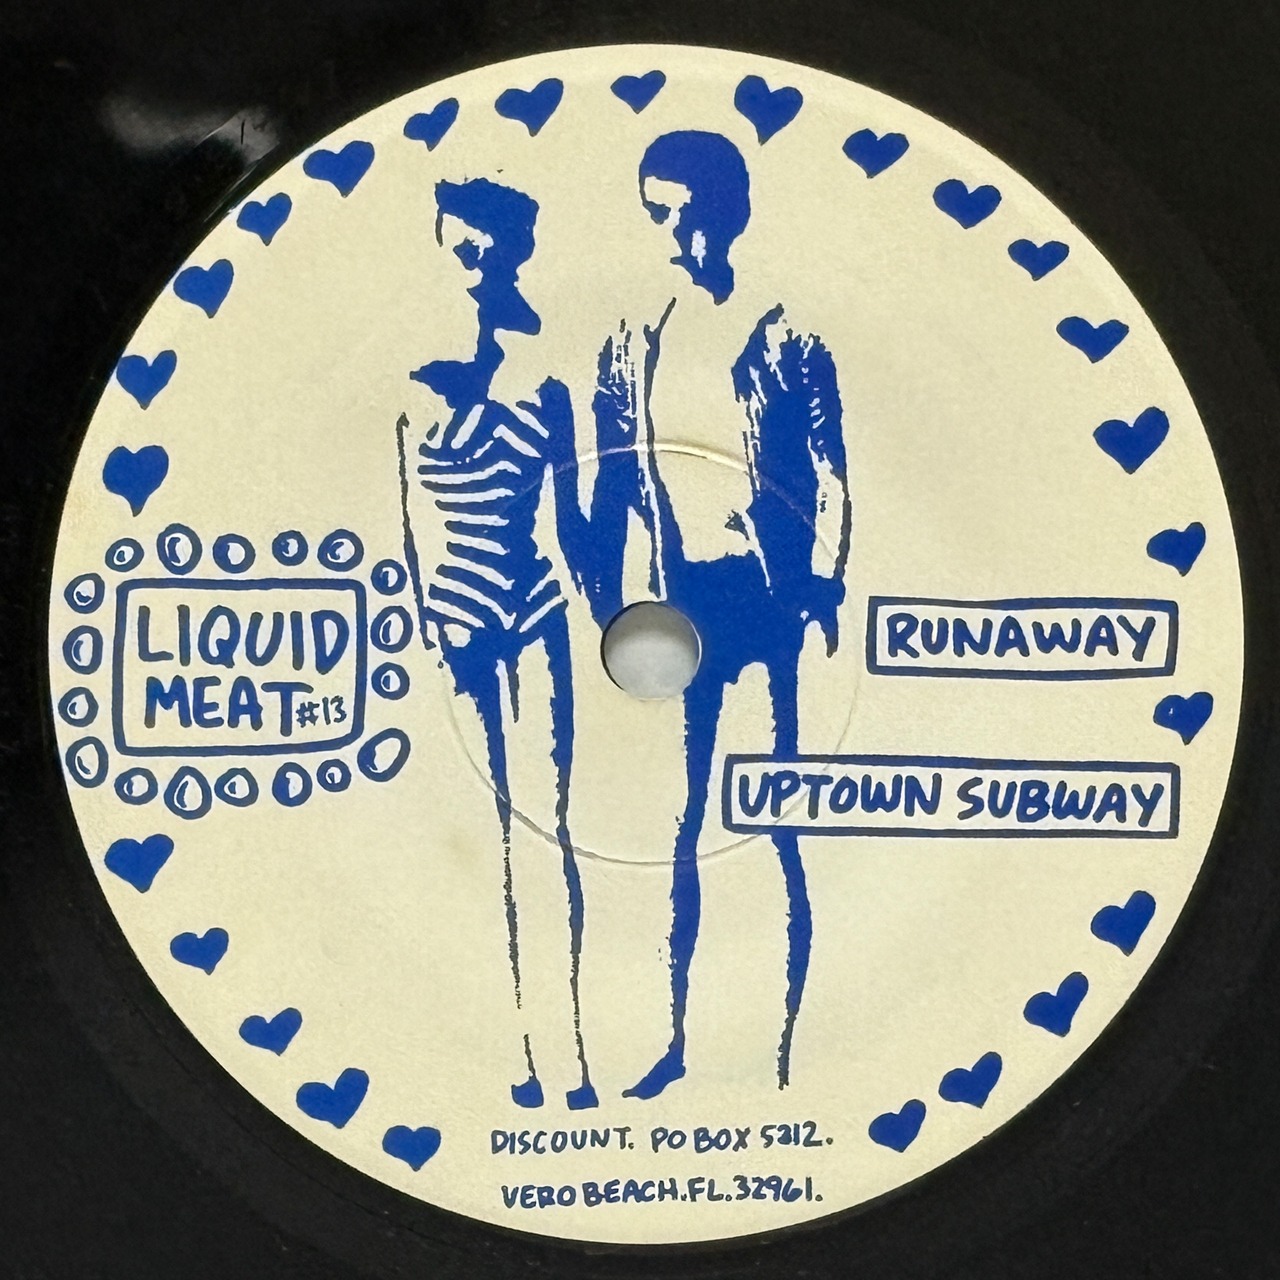 LIQUID
MEAT #13
RUNAWAY
UPTOWN SUBWAY
DISCOUNT. PO BOX 5212.
VERO BEACH.FL.32961.